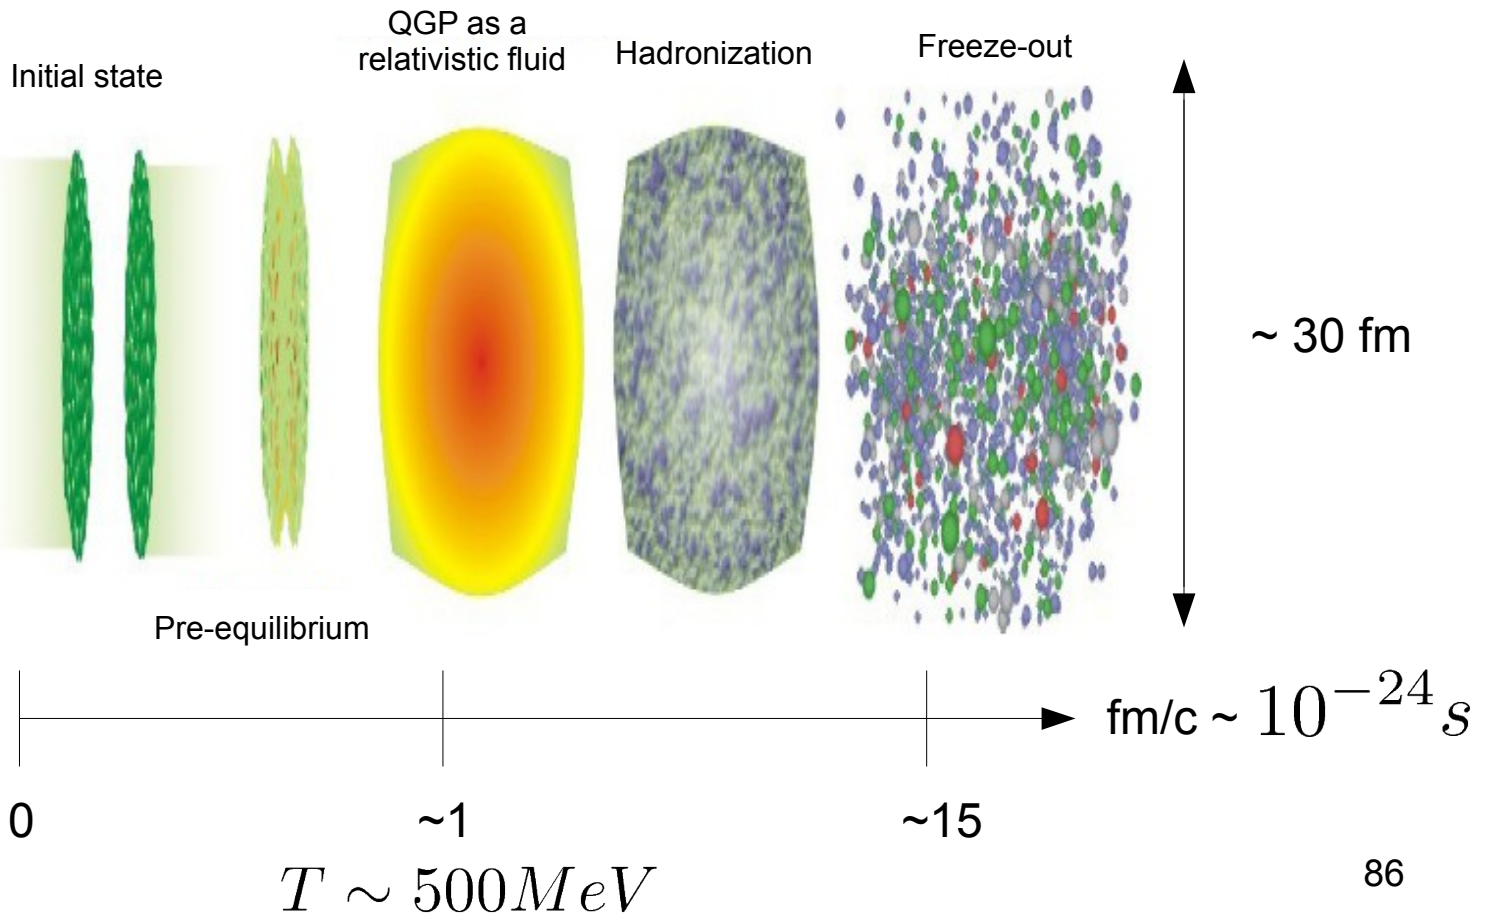 Initial state
QGP as a
relativistic fluid
Hadronization
Freeze-out
~ 30 fm
Pre-equilibrium
fm/c ~ 10⁻²⁴ s
0
~1
~15
T ∼ 500MeV
86